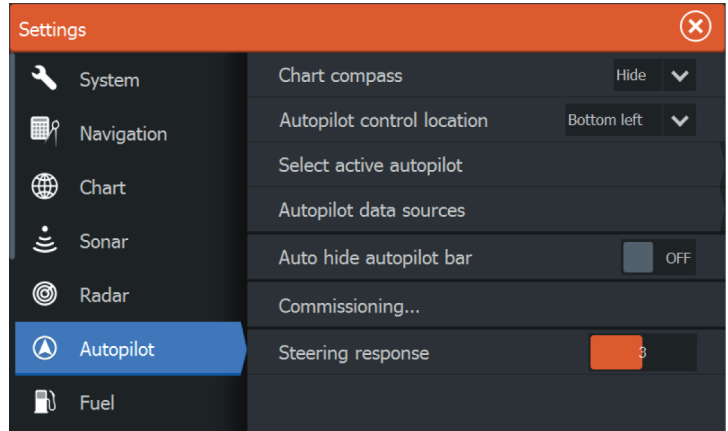 Settings
System
Navigation
Chart
Sonar
Radar
Autopilot
Fuel
Chart compass Hide
Autopilot control location Bottom left
Select active autopilot
Autopilot data sources
Auto hide autopilot bar OFF
Commissioning...
Steering response 3